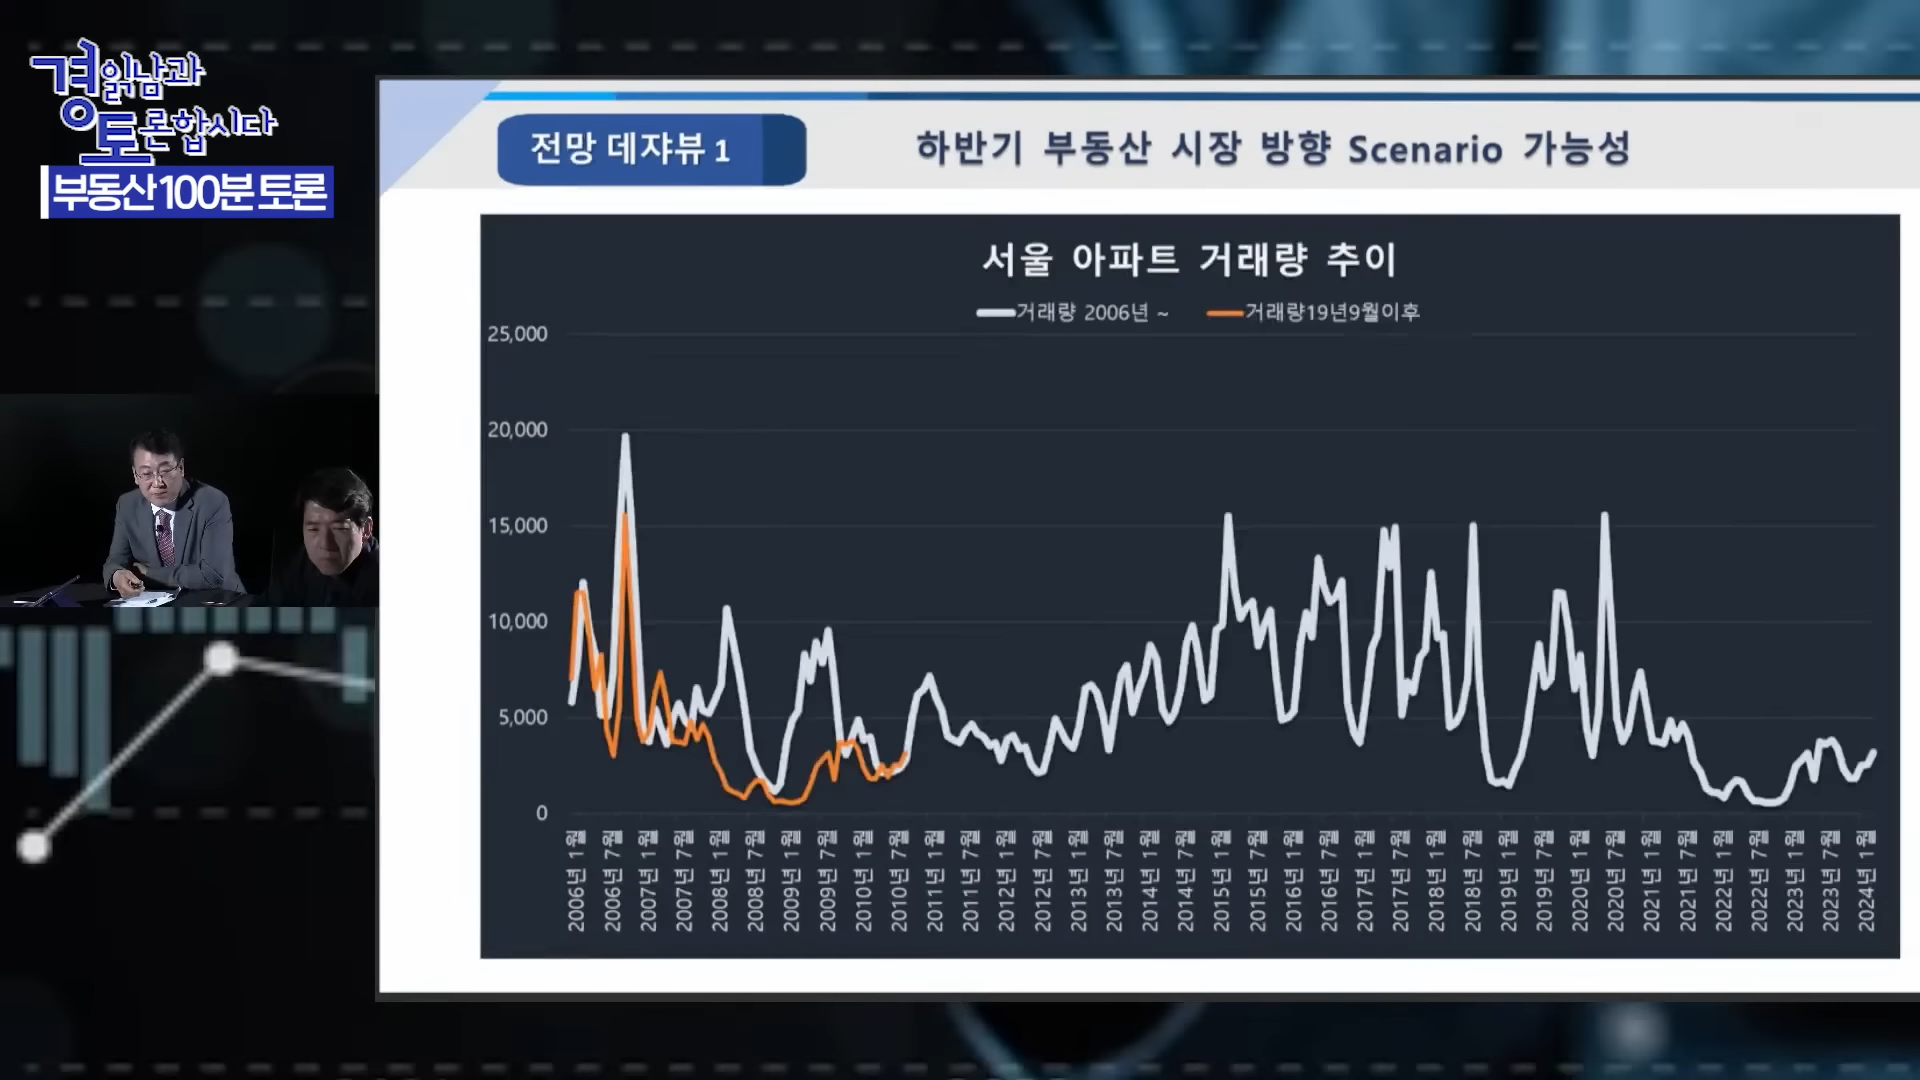 경읽남과
토론합시다
부동산 100분 토론
전망 데쟈뷰 1
하반기 부동산 시장 방향 Scenario 가능성
서울 아파트 거래량 추이
거래량 2006년 ~
거래량19년9월이후
25,000
20,000
15,000
10,000
5,000
0
2006년 1월
2006년 7월
2007년 1월
2007년 7월
2008년 1월
2008년 7월
2009년 1월
2009년 7월
2010년 1월
2010년 7월
2011년 1월
2011년 7월
2012년 1월
2012년 7월
2013년 1월
2013년 7월
2014년 1월
2014년 7월
2015년 1월
2015년 7월
2016년 1월
2016년 7월
2017년 1월
2017년 7월
2018년 1월
2018년 7월
2019년 1월
2019년 7월
2020년 1월
2020년 7월
2021년 1월
2021년 7월
2022년 1월
2022년 7월
2023년 1월
2023년 7월
2024년 1월